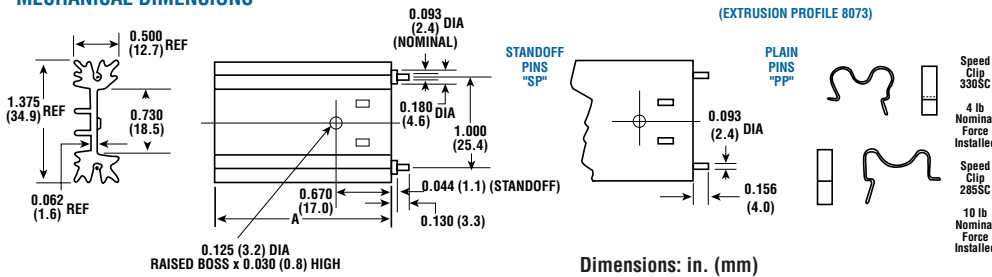 MECHANICAL DIMENSIONS
(EXTRUSION PROFILE 8073)
0.500
(12.7) REF
1.375
(34.9) REF
0.730
(18.5)
0.062
(1.6) REF
0.093
(2.4) DIA
(NOMINAL)
0.180
(4.6) DIA
1.000
(25.4)
0.044 (1.1) (STANDOFF)
0.670
(17.0)
A
0.130 (3.3)
0.125 (3.2) DIA
RAISED BOSS x 0.030 (0.8) HIGH
STANDOFF
PINS
"SP"
PLAIN
PINS
"PP"
0.093
(2.4) DIA
0.156
(4.0)
Speed
Clip
330SC
4 lb
Nomina
Force
Installed
Speed
Clip
285SC
10 lb
Nomina
Force
Installed
Dimensions: in. (mm)